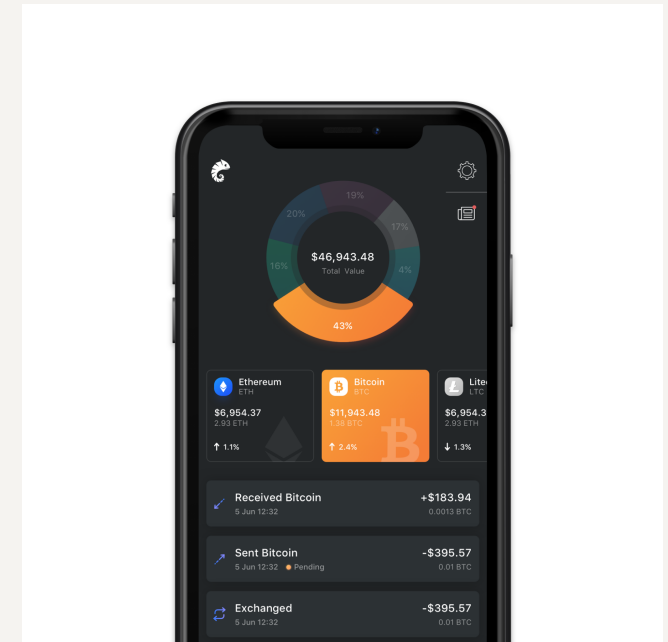 19%
20%
17%
$46,943.48
16%
Total Value
4%
43%
Ethereum
ETH
$6,954.37
2.93 ETH
1.1%
Bitcoin
BTC
$11,943.48
1.38 BTC
2.4%
Lite
LTC
$6,954.3
2.93 ETH
1.3%
Received Bitcoin
+$183.94
5 Jun 12:32
0.0013 BTC
Sent Bitcoin
-$395.57
5 Jun 12:32 Pending
0.01 BTC
Exchanged
-$395.57
5 Jun 12:32
0.01 BTC